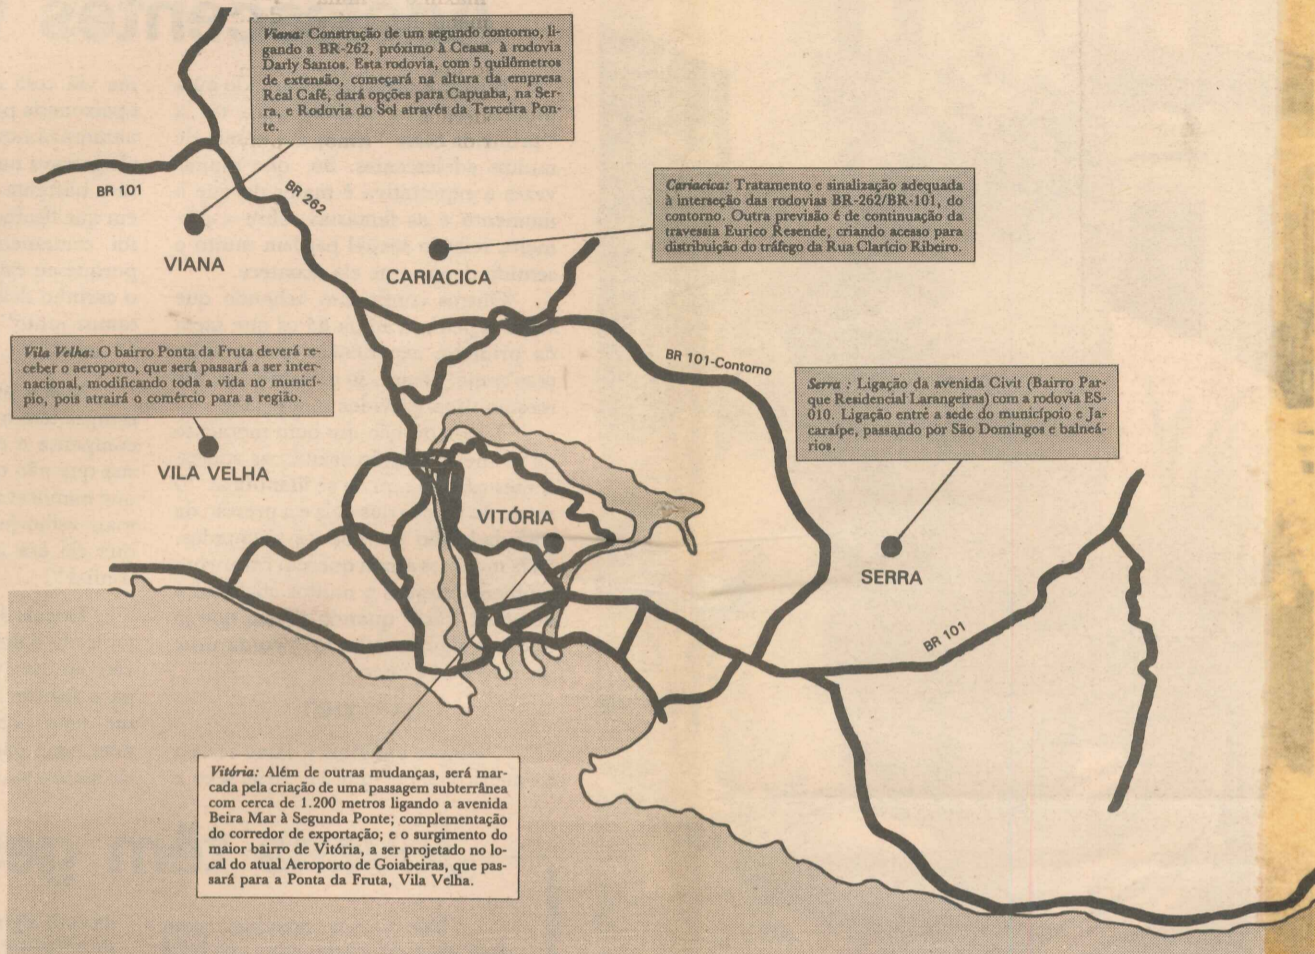 Viana: Construção de um segundo contorno, li-
gando a BR-262, próximo à Ceasa, à rodovia
Darly Santos. Esta rodovia, com 5 quilômetros
de extensão, começará na altura da empresa
Real Café, dará opções para Capuaba, na Ser-
ra, e Rodovia do Sol através da Terceira Pon-
te.
BR 101
BR 262
VIANA
CARIACICA
Cariacica: Tratamento e sinalização adequada
à interseção das rodovias BR-262/BR-101, do
contorno. Outra previsão é de continuação da
travessia Eurico Resende, criando acesso para
distribuição do tráfego da Rua Clarício Ribeiro.
Vila Velha: O bairro Ponta da Fruta deverá re-
ceber o aeroporto, que será passará a ser inter-
nacional, modificando toda a vida no municí-
pio, pois atrairá o comércio para a região.
VILA VELHA
BR 101-Contorno
Serra : Ligação da avenida Civit (Bairro Par-
que Residencial Larangeiras) com a rodovia ES-
010. Ligação entre a sede do municípoio e Ja-
caraípe, passando por São Domingos e balneá-
rios.
VITÓRIA
SERRA
BR 101
Vitória: Além de outras mudanças, será mar-
cada pela criação de uma passagem subterrânea
com cerca de 1.200 metros ligando a avenida
Beira Mar à Segunda Ponte; complementação
do corredor de exportação; e o surgimento do
maior bairro de Vitória, a ser projetado no lo-
cal do atual Aeroporto de Goiabeiras, que pas-
sará para a Ponta da Fruta, Vila Velha.